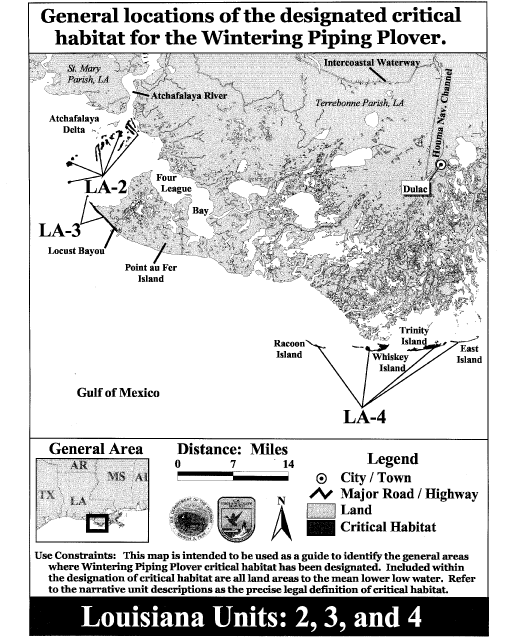 General locations of the designated critical
habitat for the Wintering Piping Plover.
St. Mary
Parish, LA
Intercoastal Waterway
Atchafalaya River
Terrebonne Parish, LA
Houma Nav. Channel
Atchafalaya
Delta
Dulac
LA-2
Four
League
Bay
LA-3
Locust Bayou
Point au Fer
Island
Racoon
Island
Whiskey
Island
Trinity
Island
East
Island
Gulf of Mexico
LA-4
General Area
AR
MS
Al
TX
LA
Distance: Miles
0 7 14
N
Legend
City / Town
Major Road / Highway
Land
Critical Habitat
Use Constraints: This map is intended to be used as a guide to identify the general areas
where Wintering Piping Plover critical habitat has been designated. Included within
the designation of critical habitat are all land areas to the mean lower low water. Refer
to the narrative unit descriptions as the precise legal definition of critical habitat.
Louisiana Units: 2, 3, and 4